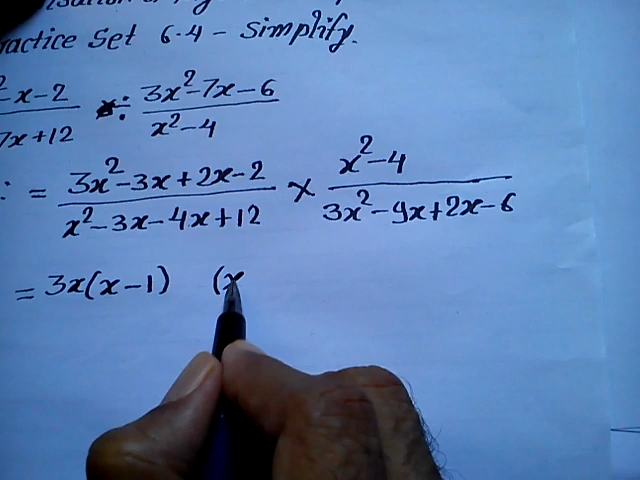 Practice Set 6.4 - Simplify.
²-x-2 / 7x+12 ÷ 3x²-7x-6 / x²-4
∴ = 3x²-3x+2x-2 / x²-3x-4x+12 × x²-4 / 3x²-9x+2x-6
= 3x(x-1) (x